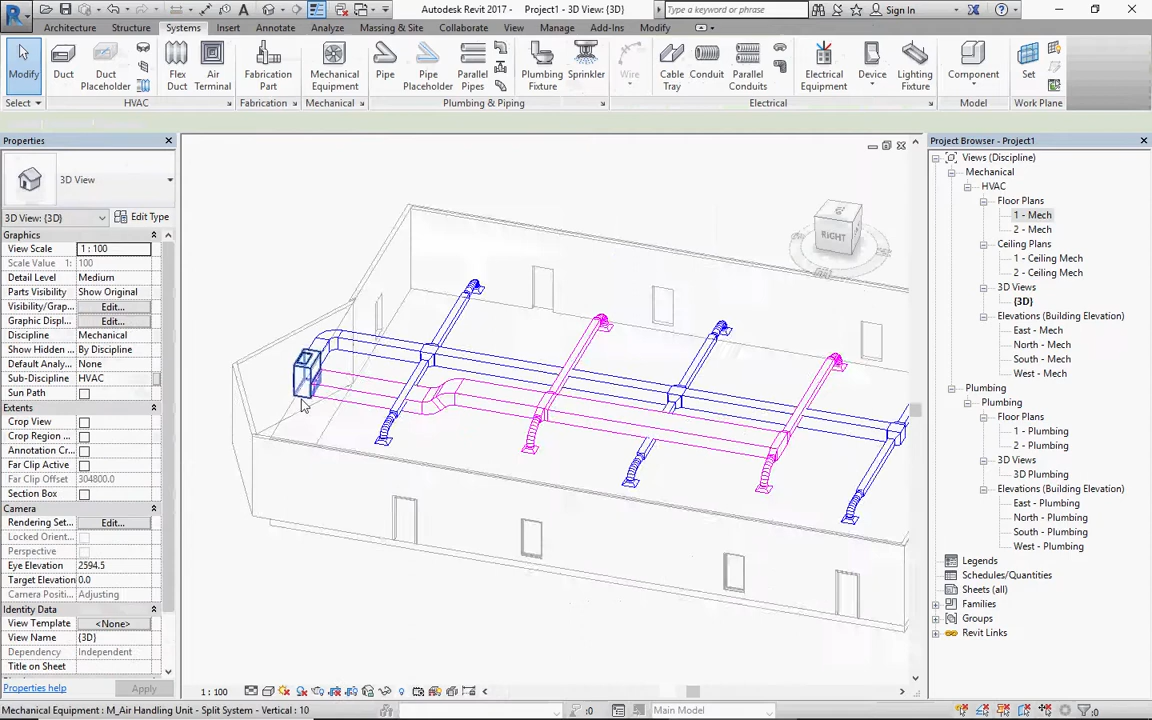 Autodesk Revit 2017 - Project1 - 3D View: {3D}
Type a keyword or phrase
Sign In
Architecture Structure Systems Insert Annotate Analyze Massing & Site Collaborate View Manage Add-Ins Modify
Modify
Duct
Duct Placeholder
Flex Duct
Air Terminal
Fabrication Part
Mechanical Equipment
Pipe
Pipe Placeholder
Parallel Pipes
Plumbing Fixture
Sprinkler
Wire
Cable Tray
Conduit
Parallel Conduits
Electrical Equipment
Device
Lighting Fixture
Component
Set
Select HVAC Fabrication Mechanical Plumbing & Piping Electrical Model Work Plane
Properties
3D View
3D View: {3D} Edit Type
Graphics
View Scale 1 : 100
Scale Value 1: 100
Detail Level Medium
Parts Visibility Show Original
Visibility/Grap... Edit...
Graphic Displ... Edit...
Discipline Mechanical
Show Hidden ... By Discipline
Default Analy... None
Sub-Discipline HVAC
Sun Path
Extents
Crop View
Crop Region ...
Annotation Cr...
Far Clip Active
Far Clip Offset 304800.0
Section Box
Camera
Rendering Set... Edit...
Locked Orient...
Perspective
Eye Elevation 2594.5
Target Elevation 0.0
Camera Positi... Adjusting
Identity Data
View Template <None>
View Name {3D}
Dependency Independent
Title on Sheet
Properties help Apply
RIGHT
Project Browser - Project1
Views (Discipline)
Mechanical
HVAC
Floor Plans
1 - Mech
2 - Mech
Ceiling Plans
1 - Ceiling Mech
2 - Ceiling Mech
3D Views
{3D}
Elevations (Building Elevation)
East - Mech
North - Mech
South - Mech
West - Mech
Plumbing
Plumbing
Floor Plans
1 - Plumbing
2 - Plumbing
3D Views
3D Plumbing
Elevations (Building Elevation)
East - Plumbing
North - Plumbing
South - Plumbing
West - Plumbing
Legends
Schedules/Quantities
Sheets (all)
Families
Groups
Revit Links
1 : 100
Mechanical Equipment : M_Air Handling Unit - Split System - Vertical : 10
:0
Main Model
:0